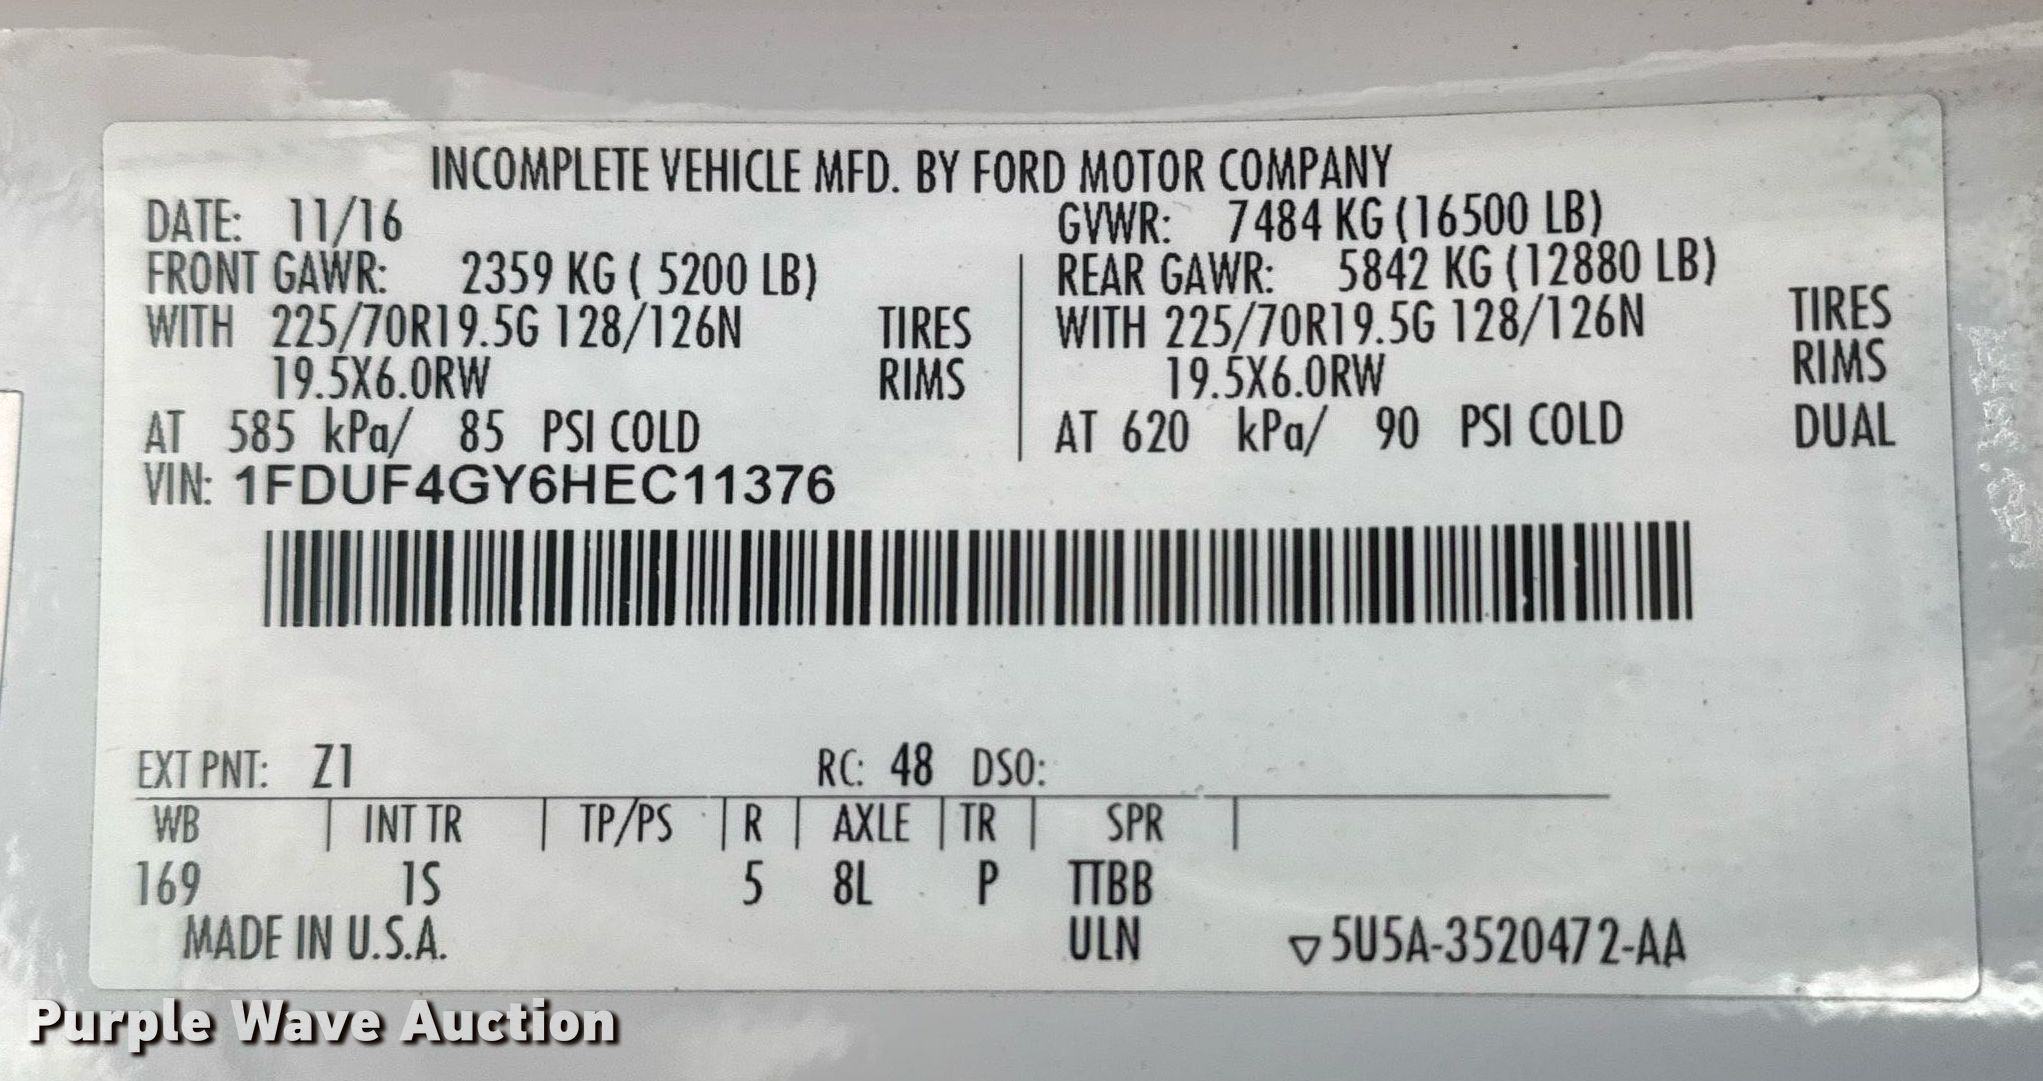 INCOMPLETE VEHICLE MFD. BY FORD MOTOR COMPANY
DATE: 11/16 GVWR: 7484 KG (16500 LB)
FRONT GAWR: 2359 KG ( 5200 LB) REAR GAWR: 5842 KG (12880 LB)
WITH 225/70R19.5G 128/126N TIRES WITH 225/70R19.5G 128/126N TIRES
19.5X6.0RW RIMS 19.5X6.0RW RIMS
AT 585 kPa/ 85 PSI COLD AT 620 kPa/ 90 PSI COLD DUAL
VIN: 1FDUF4GY6HEC11376
EXT PNT: Z1 RC: 48 DSO:
WB | INT TR | TP/PS | R | AXLE | TR | SPR |
169 1S 5 8L P TTBB
MADE IN U.S.A. ULN ▽5U5A-3520472-AA
Purple Wave Auction